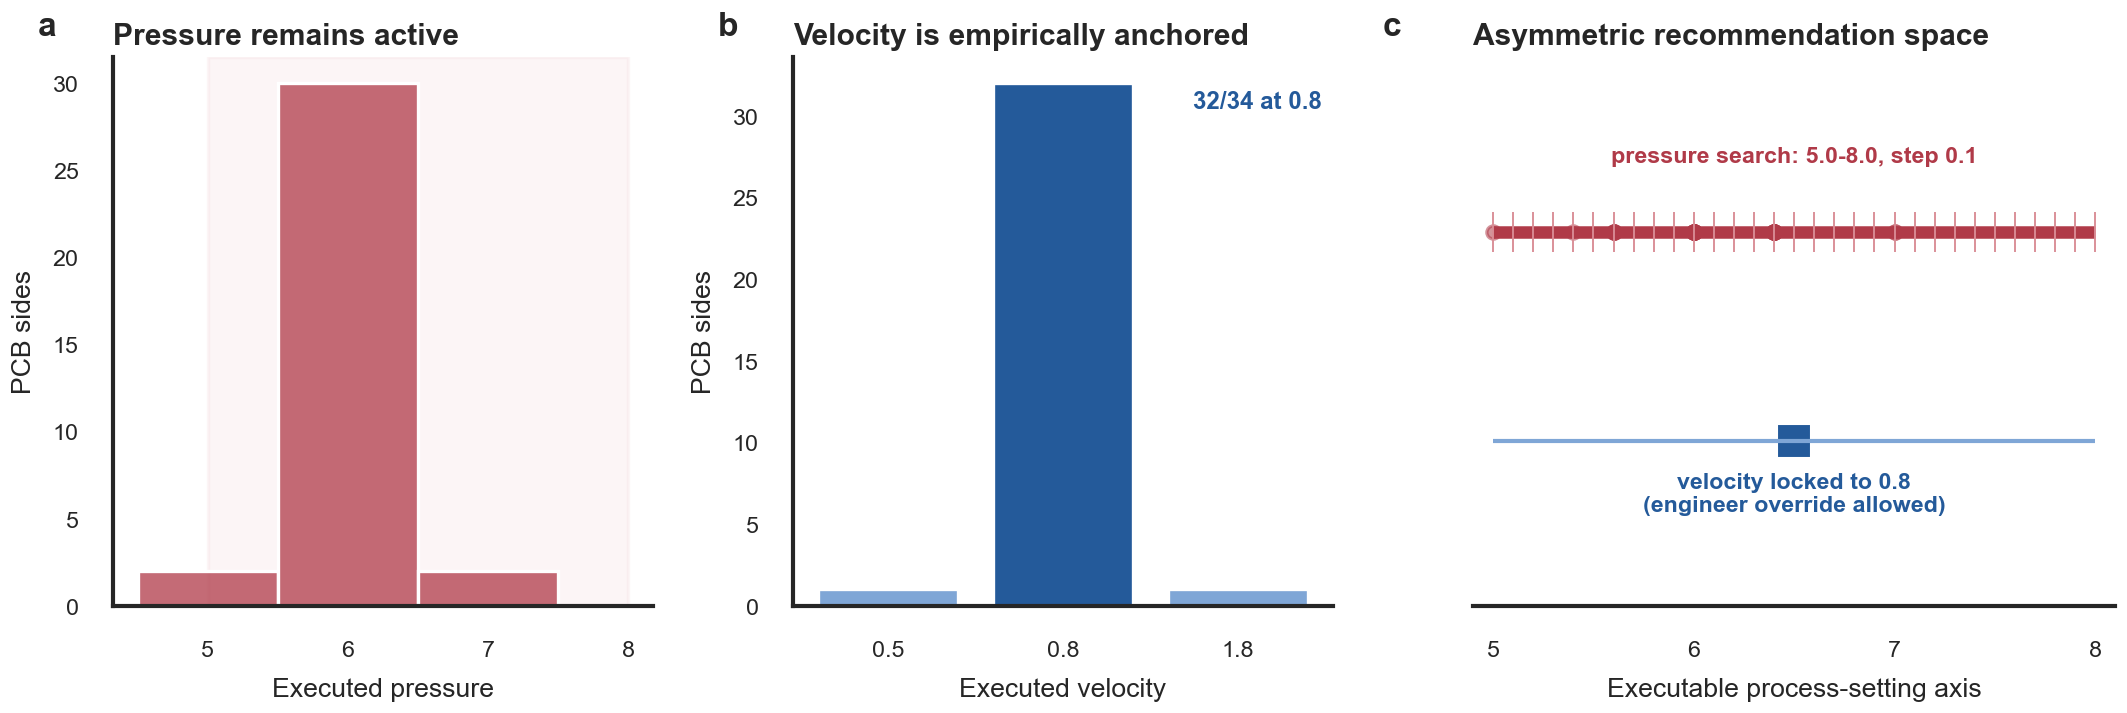 a
Pressure remains active
30
25
20
15
10
5
0
PCB sides
5 6 7 8
Executed pressure
b
Velocity is empirically anchored
32/34 at 0.8
30
25
20
15
10
5
0
PCB sides
0.5 0.8 1.8
Executed velocity
c
Asymmetric recommendation space
pressure search: 5.0-8.0, step 0.1
velocity locked to 0.8
(engineer override allowed)
5 6 7 8
Executable process-setting axis